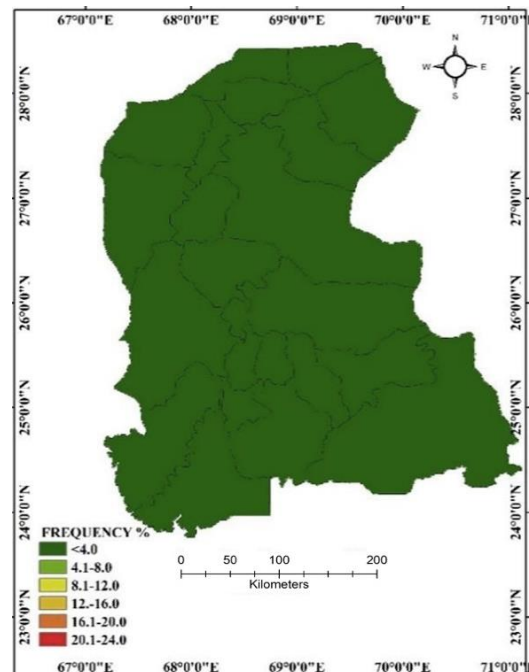 67°0'0"E 68°0'0"E 69°0'0"E 70°0'0"E 71°0'0"E
N
W E
S
28°0'0"N 28°0'0"N
27°0'0"N 27°0'0"N
26°0'0"N 26°0'0"N
25°0'0"N 25°0'0"N
24°0'0"N 24°0'0"N
23°0'0"N 23°0'0"N
FREQUENCY %
<4.0
4.1-8.0
8.1-12.0
12.-16.0
16.1-20.0
20.1-24.0
0 50 100 200
Kilometers
67°0'0"E 68°0'0"E 69°0'0"E 70°0'0"E 71°0'0"E